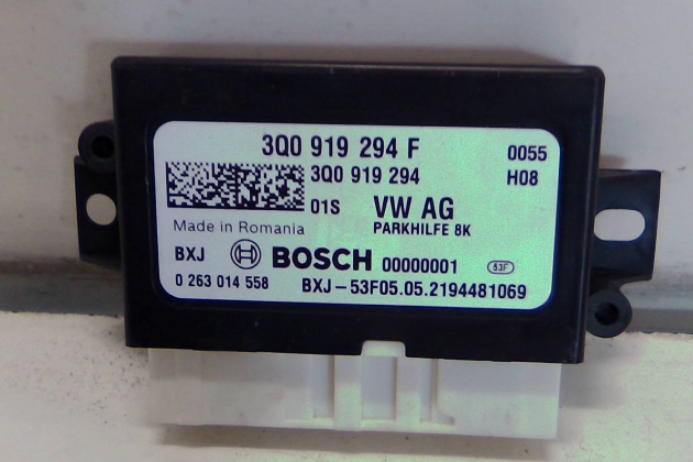 3Q0 919 294 F 0055
3Q0 919 294 H08
01S VW AG
PARKHILFE 8K
Made in Romania
BXJ BOSCH 00000001 53F
0 263 014 558 BXJ-53F05.05.2194481069